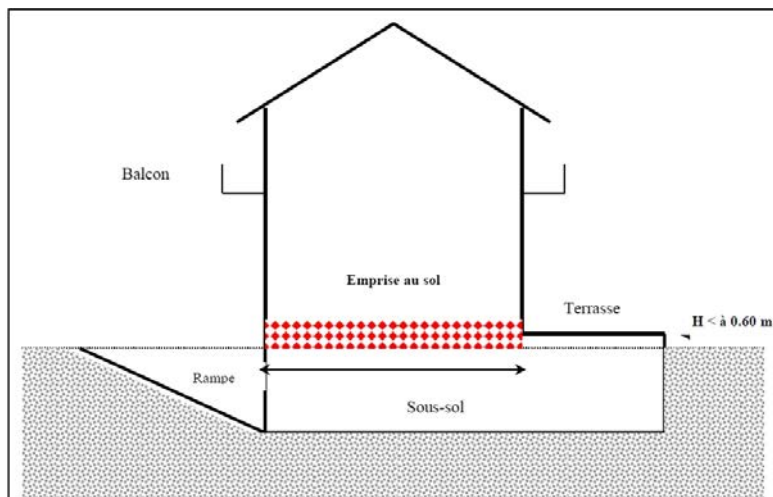 Balcon
Emprise au sol
Terrasse
H < à 0.60 m
Rampe
Sous-sol